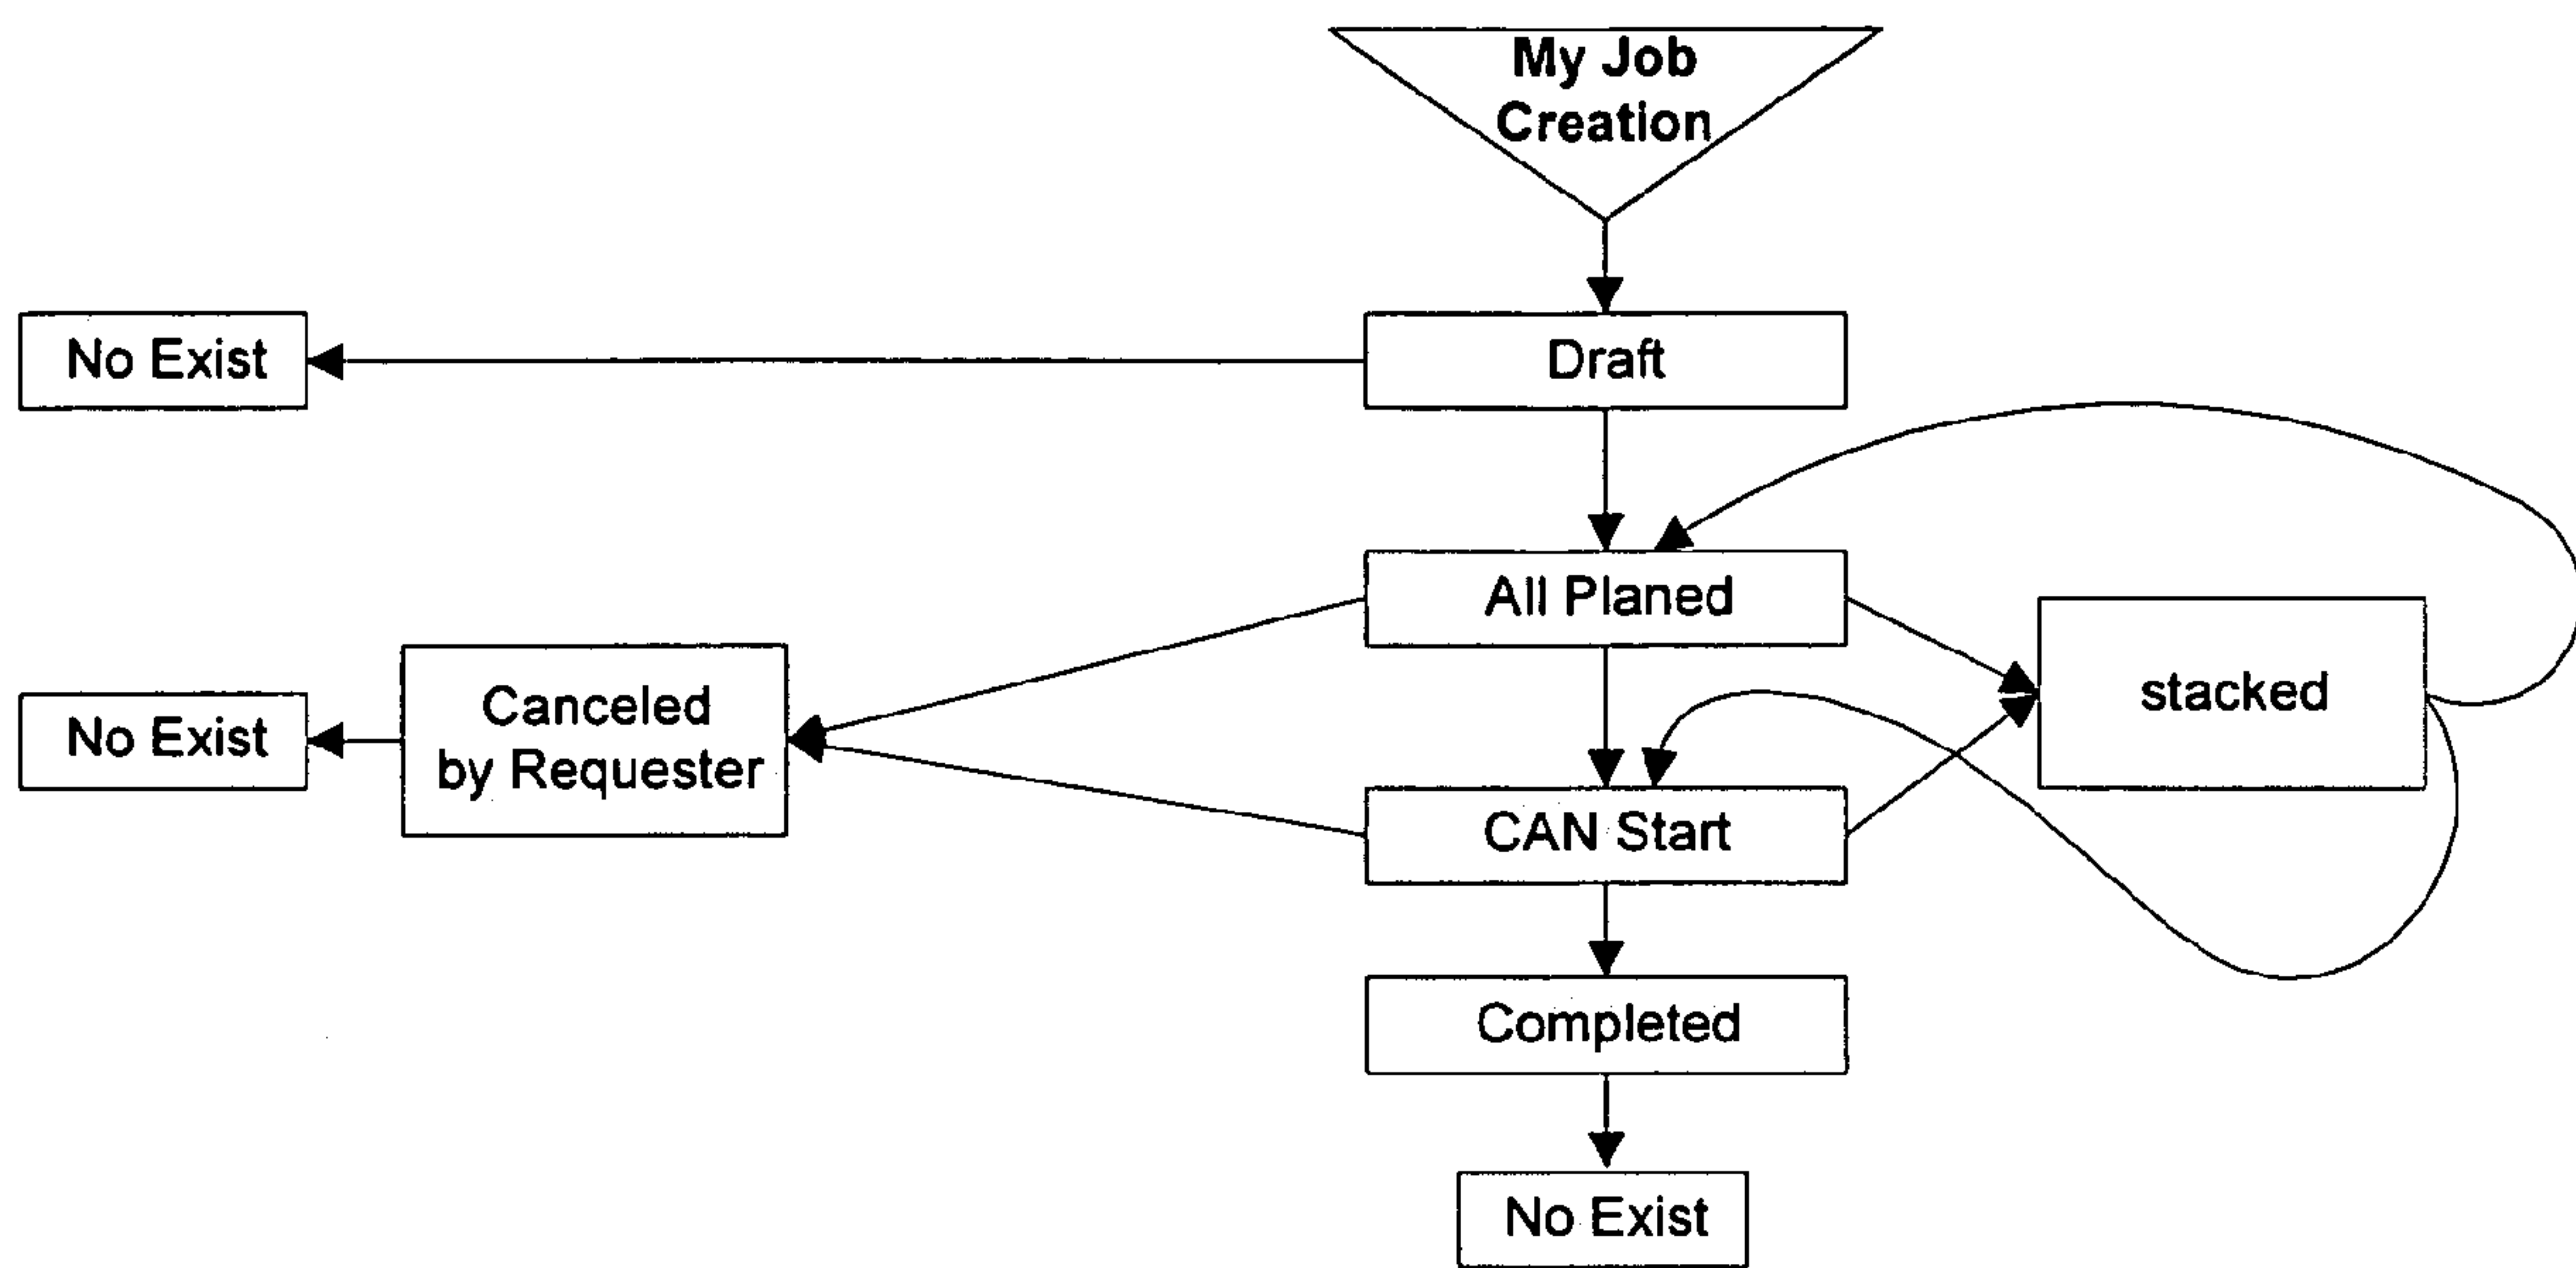 My Job
Creation
No Exist
Draft
All Planed
Canceled
by Requester
No Exist
stacked
CAN Start
Completed
No Exist